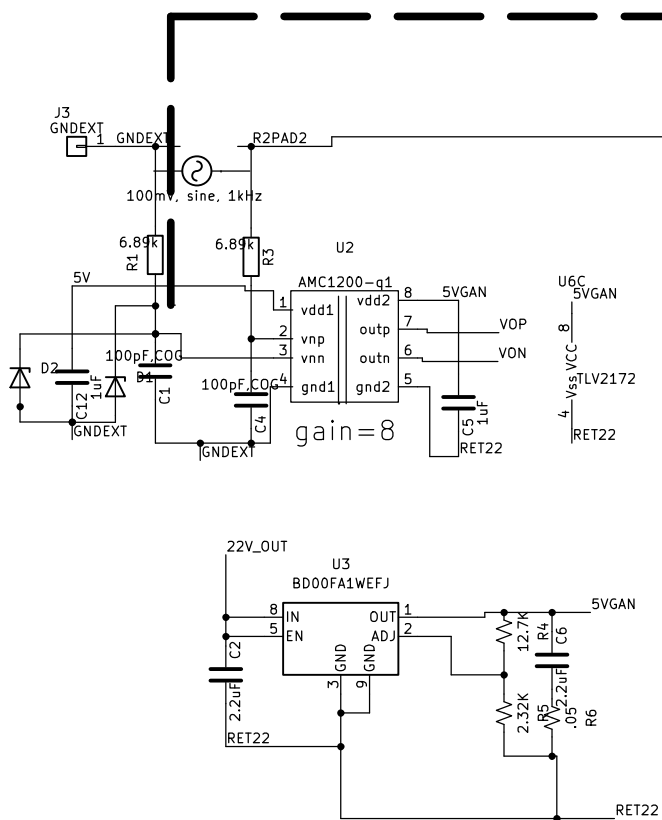 J3
GNDEXT
1
GNDEXT
R2PAD2
100mV, sine, 1kHz
6.89k
R1
6.89k
R3
U2
AMC1200-q1
5V
1 vdd1
vdd2 8
5VGAN
2 vnp
outp 7
VOP
3 vnn
outn 6
VON
4 gnd1
gnd2 5
gain=8
D2
C12
1uF
GNDEXT
100pF,COG
D1
C1
100pF,COG
C4
GNDEXT
C5
1uF
RET22
U6C
5VGAN
8
VCC
TLV2172
Vss
4
RET22
22V_OUT
U3
BD00FA1WEFJ
8 IN
OUT 1
5VGAN
5 EN
ADJ 2
GND
3
GND
9
C2
2.2uF
RET22
12.7K
R4
C6
2.2uF
2.32K
R5
.05
R6
RET22